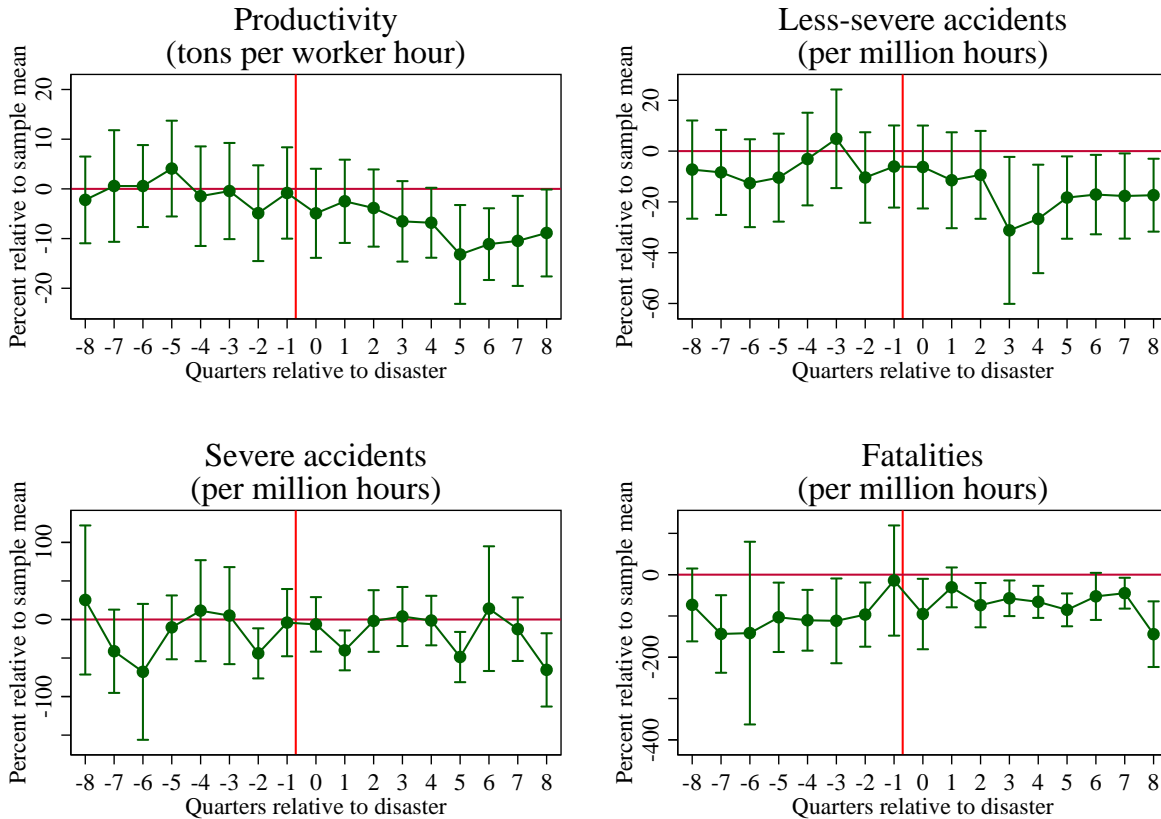 Productivity
(tons per worker hour)
Percent relative to sample mean
20
10
0
-10
-20
-8 -7 -6 -5 -4 -3 -2 -1 0 1 2 3 4 5 6 7 8
Quarters relative to disaster
Less-severe accidents
(per million hours)
Percent relative to sample mean
20
0
-20
-40
-60
-8 -7 -6 -5 -4 -3 -2 -1 0 1 2 3 4 5 6 7 8
Quarters relative to disaster
Severe accidents
(per million hours)
Percent relative to sample mean
100
0
-100
-8 -7 -6 -5 -4 -3 -2 -1 0 1 2 3 4 5 6 7 8
Quarters relative to disaster
Fatalities
(per million hours)
Percent relative to sample mean
0
-200
-400
-8 -7 -6 -5 -4 -3 -2 -1 0 1 2 3 4 5 6 7 8
Quarters relative to disaster